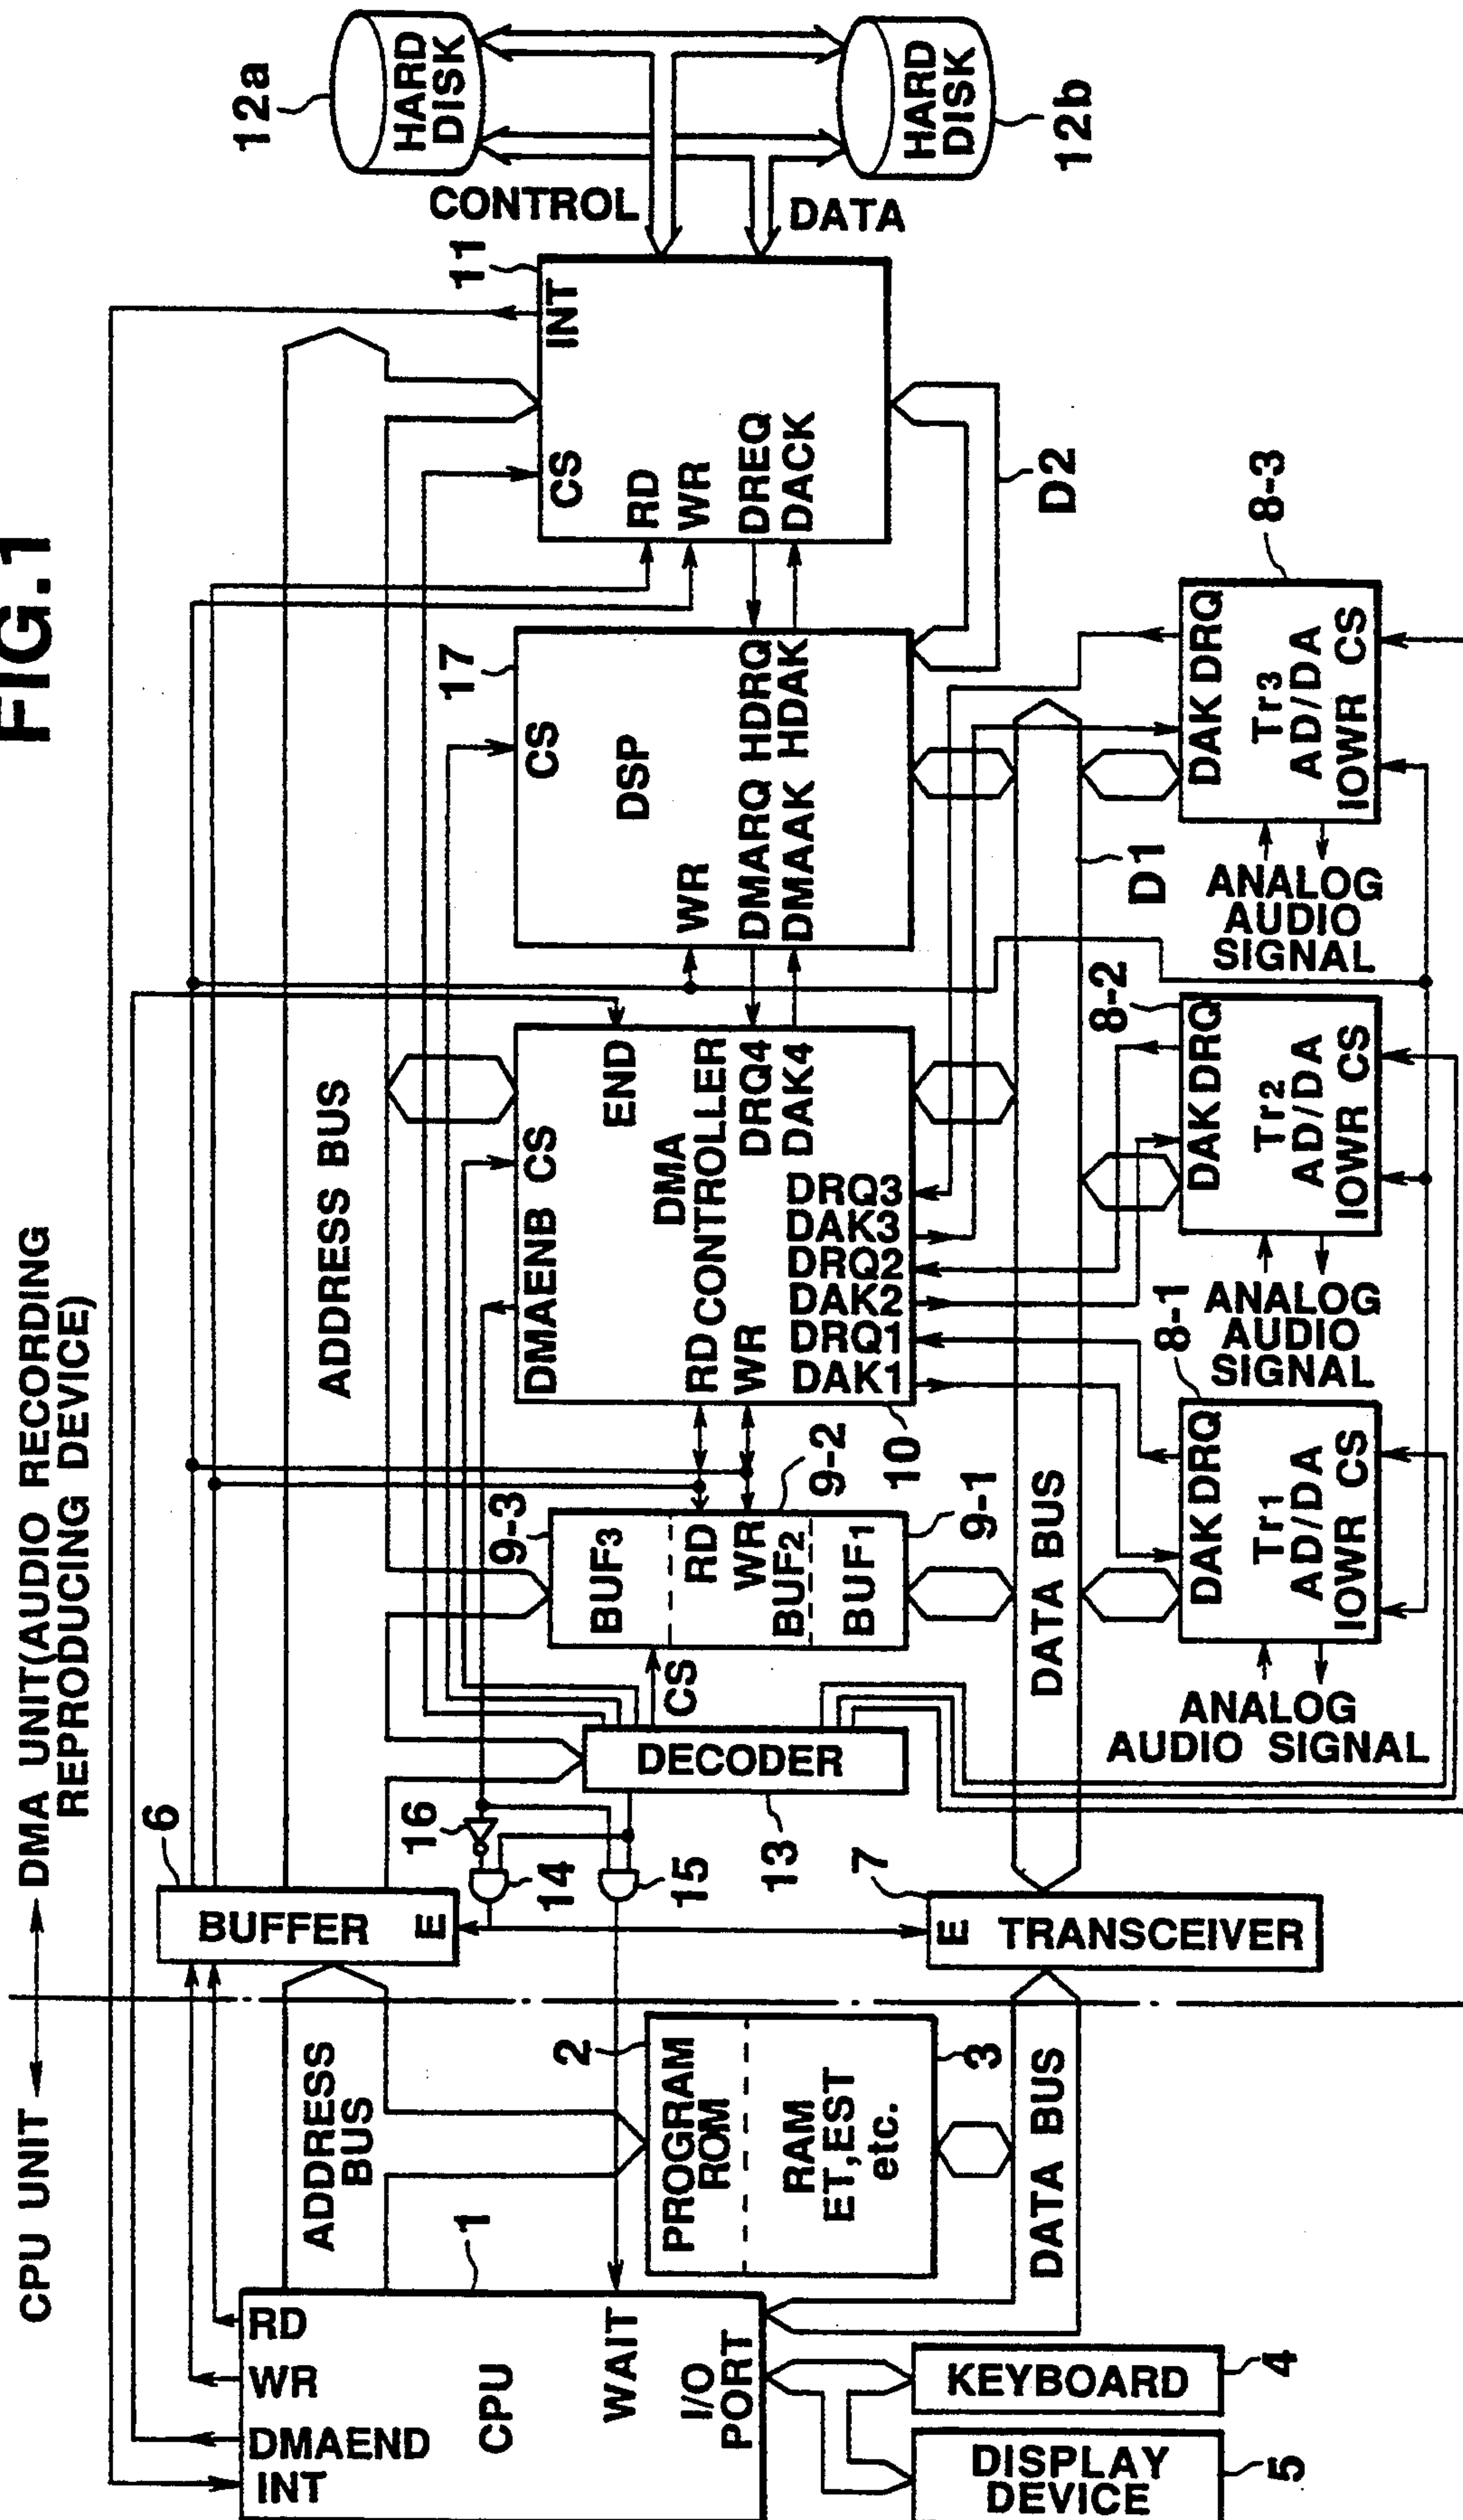 FIG.1
CPU UNIT
DMA UNIT(AUDIO RECORDING
REPRODUCING DEVICE)
INT
DMAEND
WR
RD
CPU
WAIT
I/O
PORT
1
ADDRESS
BUS
2
PROGRAM
ROM
RAM
ET,EST
etc.
3
DATA BUS
KEYBOARD
4
DISPLAY
DEVICE
5
6
BUFFER
E
7
E TRANSCEIVER
16
14
15
DECODER
13
CS
ADDRESS BUS
9-3
BUF3
RD
WR
BUF2
BUF1
9-2
9-1
DATA BUS
DMAENB CS
END
DMA
CONTROLLER
RD
WR
DRQ4
DAK4
DRQ3
DAK3
DRQ2
DAK2
DRQ1
DAK1
10
17
CS
DSP
WR
DMARQ HDRQ
DMAAK HDAK
11
INT
CS
RD
WR
DREQ
DACK
D2
D1
CONTROL
DATA
12a
HARD
DISK
12b
HARD
DISK
8-1
DAK DRQ
Tr1
AD/DA
IOWR CS
ANALOG
AUDIO SIGNAL
8-2
DAK DRQ
Tr2
AD/DA
IOWR CS
ANALOG
AUDIO
SIGNAL
8-3
DAK DRQ
Tr3
AD/DA
IOWR CS
ANALOG
AUDIO
SIGNAL